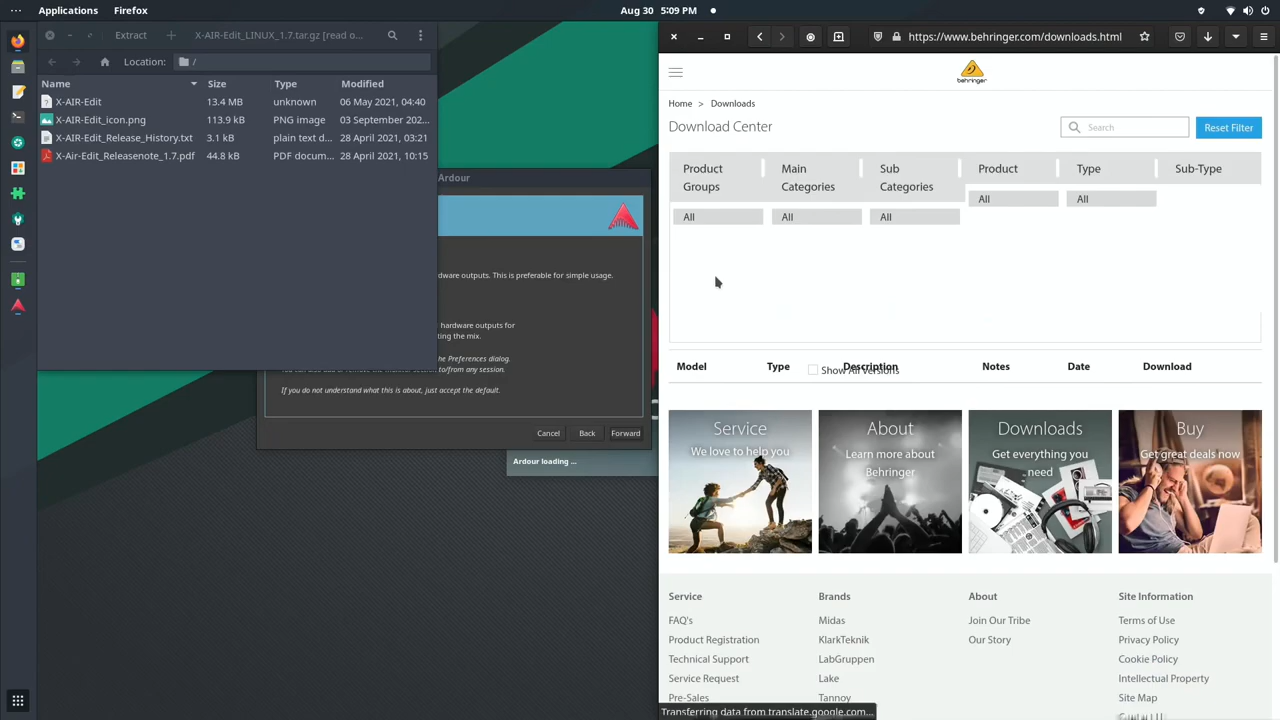 Applications
Firefox
Aug 30 5:09 PM
Extract
X-AIR-Edit_LINUX_1.7.tar.gz [read o...
Location:
/
Name Size Type Modified
X-AIR-Edit 13.4 MB unknown 06 May 2021, 04:40
X-AIR-Edit_icon.png 113.9 kB PNG image 03 September 202...
X-AIR-Edit_Release_History.txt 3.1 kB plain text d... 28 April 2021, 03:21
X-Air-Edit_Releasenote_1.7.pdf 44.8 kB PDF docum... 28 April 2021, 10:15
Ardour
dware outputs. This is preferable for simple usage.
hardware outputs for
ting the mix.
he Preferences dialog.
to/from any session.
If you do not understand what this is about, just accept the default.
Cancel Back Forward
Ardour loading ...
https://www.behringer.com/downloads.html
behringer
Home > Downloads
Download Center
Search
Reset Filter
Product Groups
Main Categories
Sub Categories
Product
Type
Sub-Type
All All All All All
Show All Versions
Model Type Description Notes Date Download
Service
We love to help you
About
Learn more about
Behringer
Downloads
Get everything you
need
Buy
Get great deals now
Service
FAQ's
Product Registration
Technical Support
Service Request
Pre-Sales
Brands
Midas
KlarkTeknik
LabGruppen
Lake
Tannoy
About
Join Our Tribe
Our Story
Site Information
Terms of Use
Privacy Policy
Cookie Policy
Intellectual Property
Site Map
Transferring data from translate.google.com...